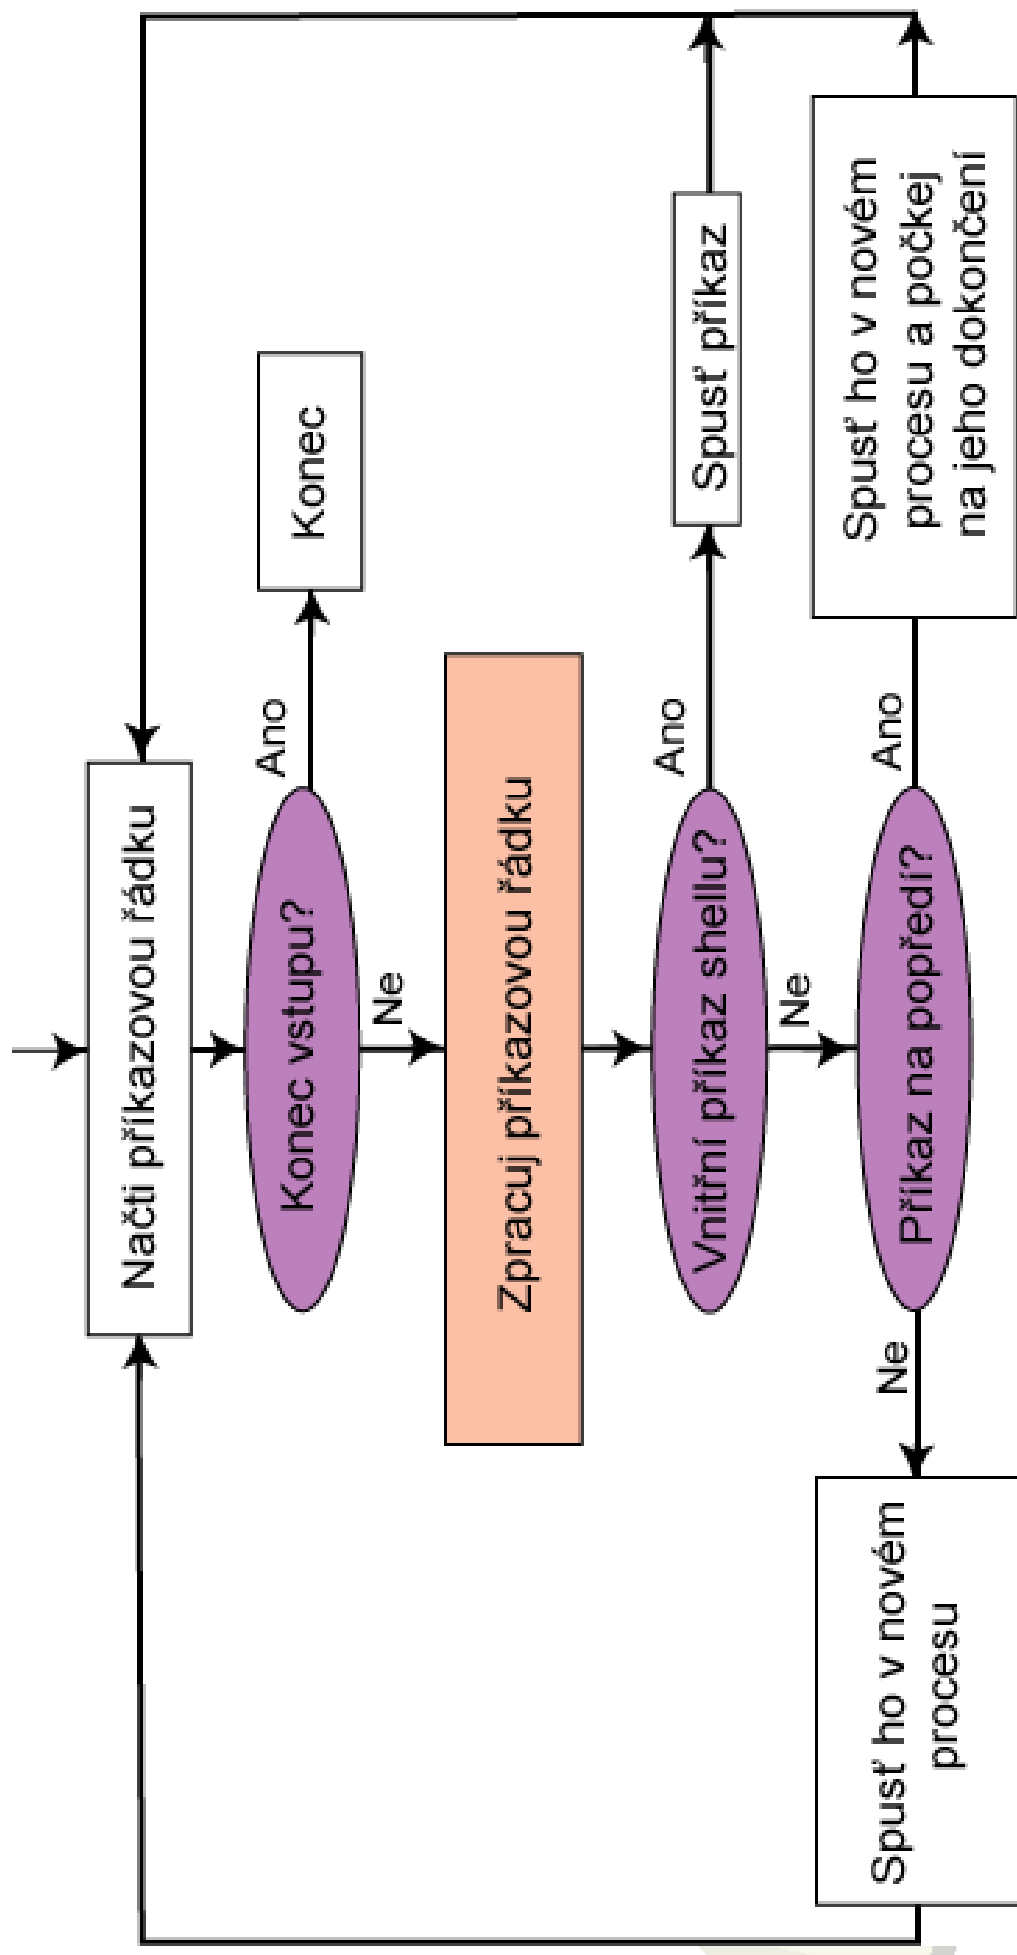 Načti příkazovou řádku
Konec vstupu?
Ano
Konec
Ne
Zpracuj příkazovou řádku
Vnitřní příkaz shellu?
Ano
Spusť příkaz
Ne
Příkaz na popředí?
Ano
Spusť ho v novém
procesu a počkej
na jeho dokončení
Ne
Spusť ho v novém
procesu